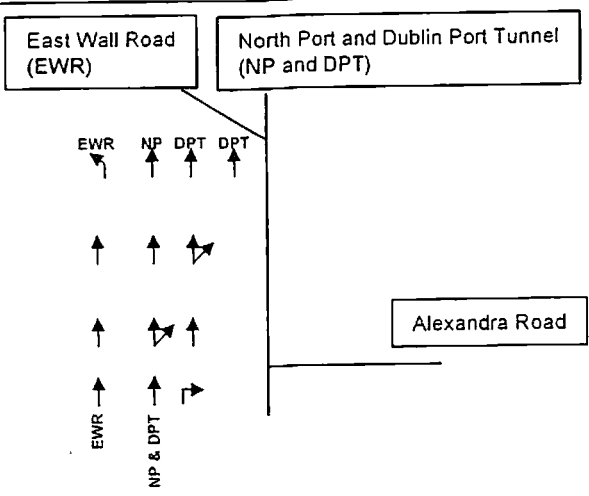 East Wall Road
(EWR)
North Port and Dublin Port Tunnel
(NP and DPT)
EWR NP DPT DPT
Alexandra Road
EWR
NP & DPT